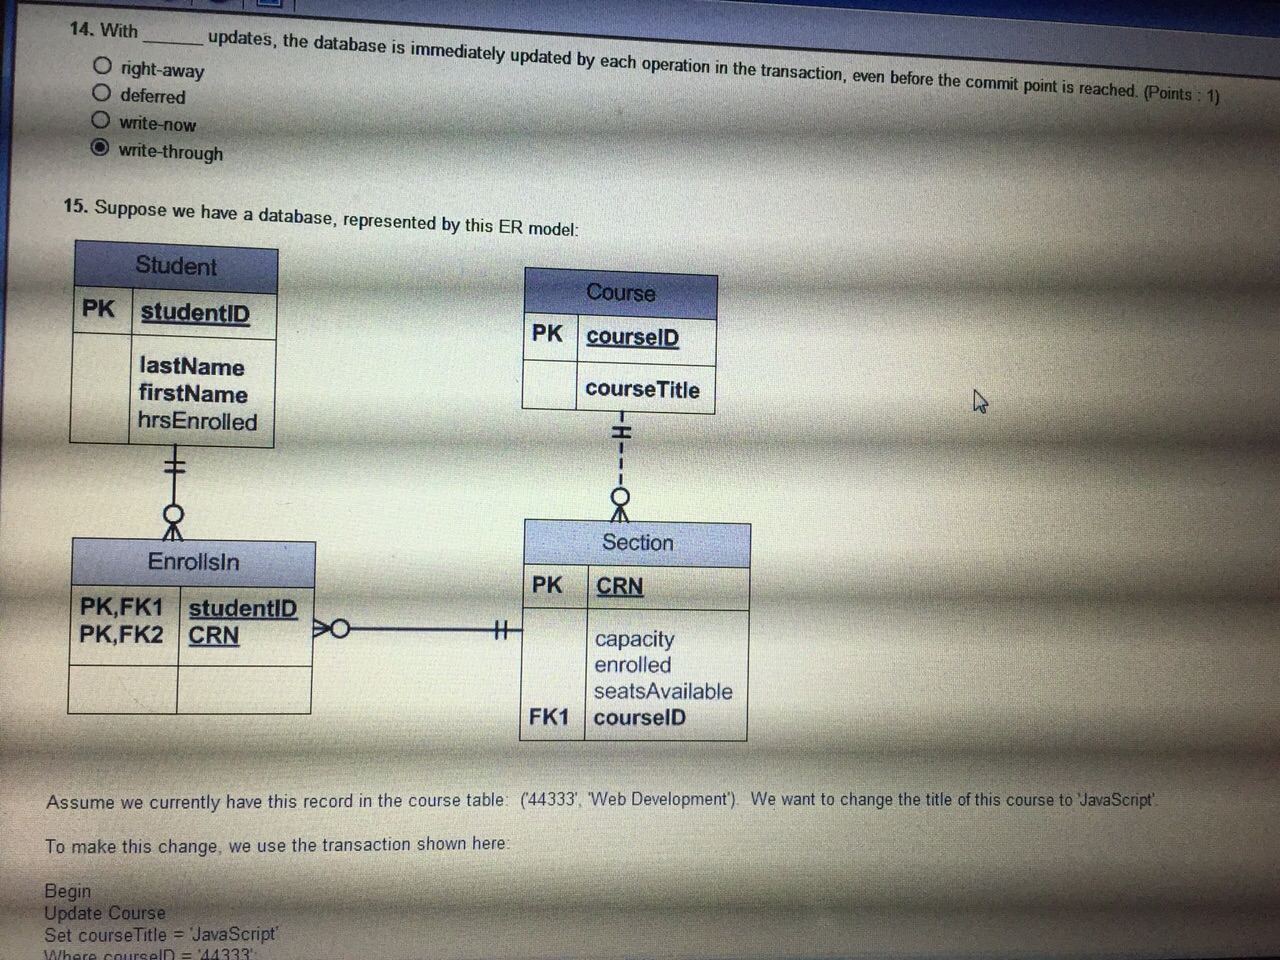 14. With ______ updates, the database is immediately updated by each operation in the transaction, even before the commit point is reached. (Points : 1)
right-away
deferred
write-now
write-through
15. Suppose we have a database, represented by this ER model:
Student
PK studentID
lastName
firstName
hrsEnrolled
Course
PK courseID
courseTitle
EnrollsIn
PK,FK1 studentID
PK,FK2 CRN
Section
PK CRN
capacity
enrolled
seatsAvailable
FK1 courseID
Assume we currently have this record in the course table: ('44333', 'Web Development'). We want to change the title of this course to 'JavaScript'.
To make this change, we use the transaction shown here:
Begin
Update Course
Set courseTitle = 'JavaScript'
Where courseID = '44333';